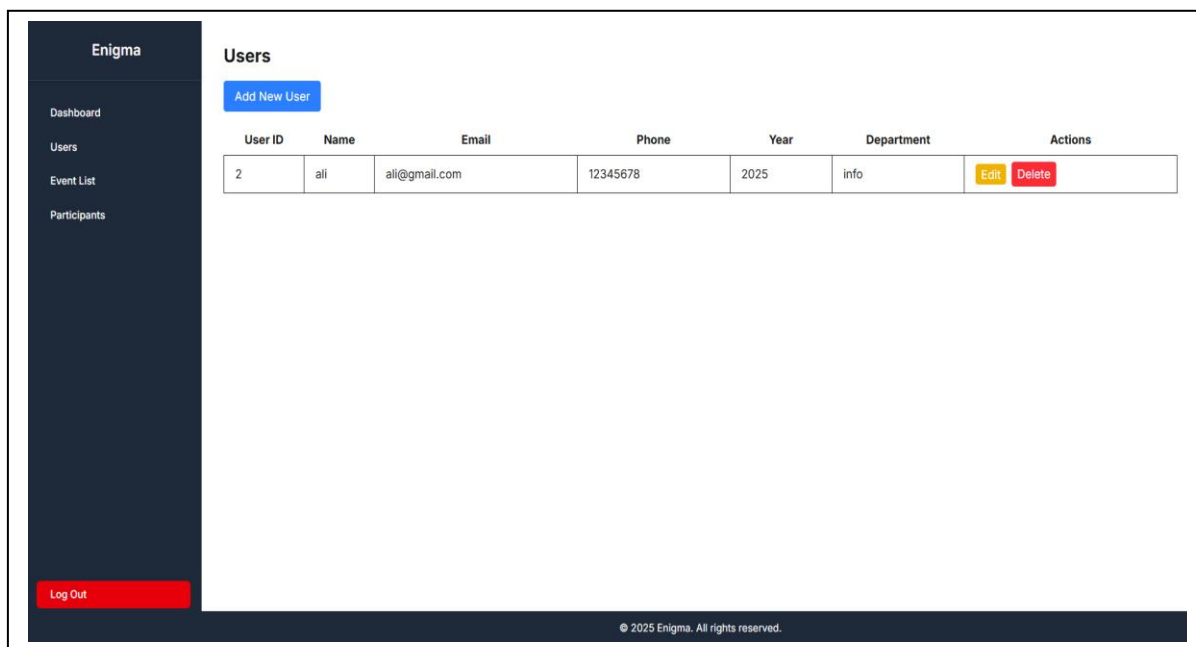 Enigma
Dashboard
Users
Event List
Participants
Log Out
Users
Add New User
User ID Name Email Phone Year Department Actions
2 ali ali@gmail.com 12345678 2025 info Edit Delete
© 2025 Enigma. All rights reserved.